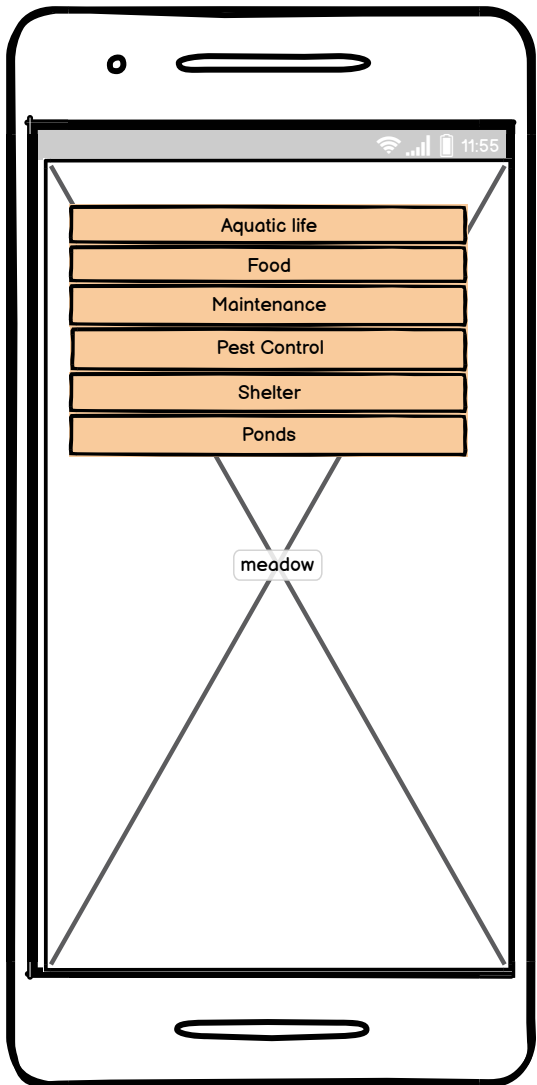 11:55
Aquatic life
Food
Maintenance
Pest Control
Shelter
Ponds
meadow